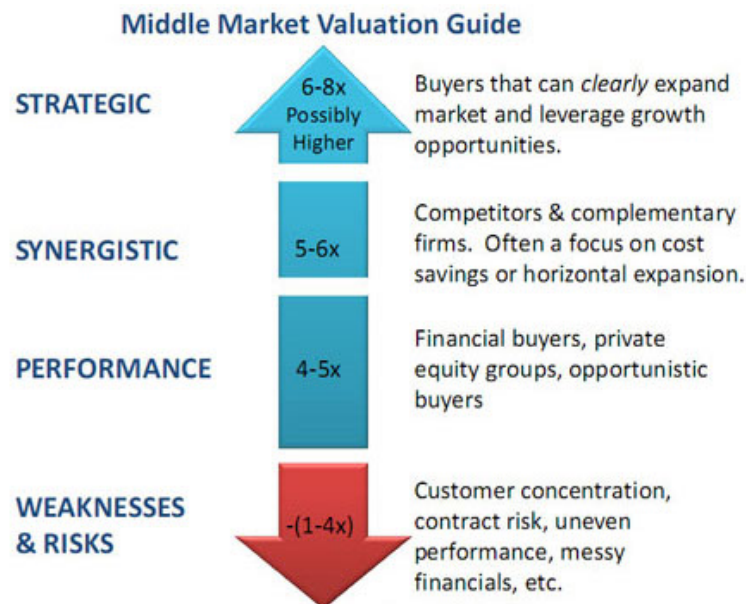 Middle Market Valuation Guide
STRATEGIC
6-8x
Possibly
Higher
Buyers that can clearly expand
market and leverage growth
opportunities.
SYNERGISTIC
5-6x
Competitors & complementary
firms.  Often a focus on cost
savings or horizontal expansion.
PERFORMANCE
4-5x
Financial buyers, private
equity groups, opportunistic
buyers
WEAKNESSES
& RISKS
-(1-4x)
Customer concentration,
contract risk, uneven
performance, messy
financials, etc.